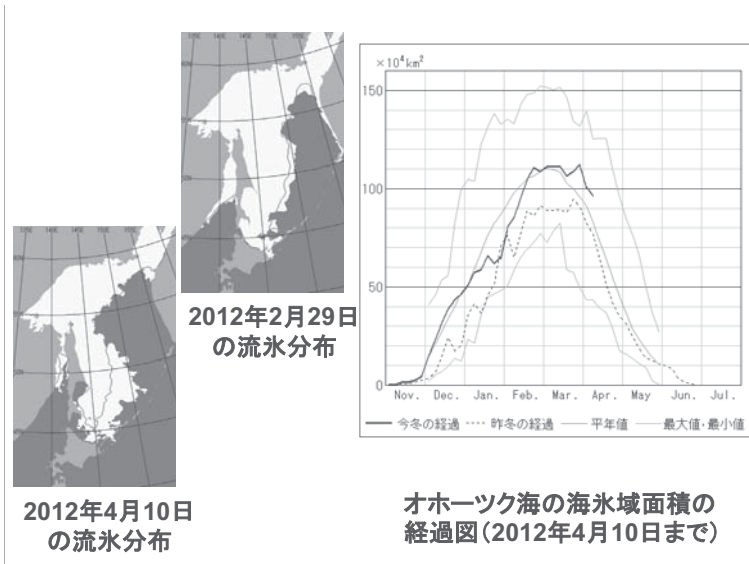 2012年2月29日
の流氷分布
2012年4月10日
の流氷分布
×10⁴km²
150
100
50
0
Nov. Dec. Jan. Feb. Mar. Apr. May Jun. Jul.
今冬の経過 昨冬の経過 平年値 最大値・最小値
オホーツク海の海氷域面積の
経過図(2012年4月10日まで)